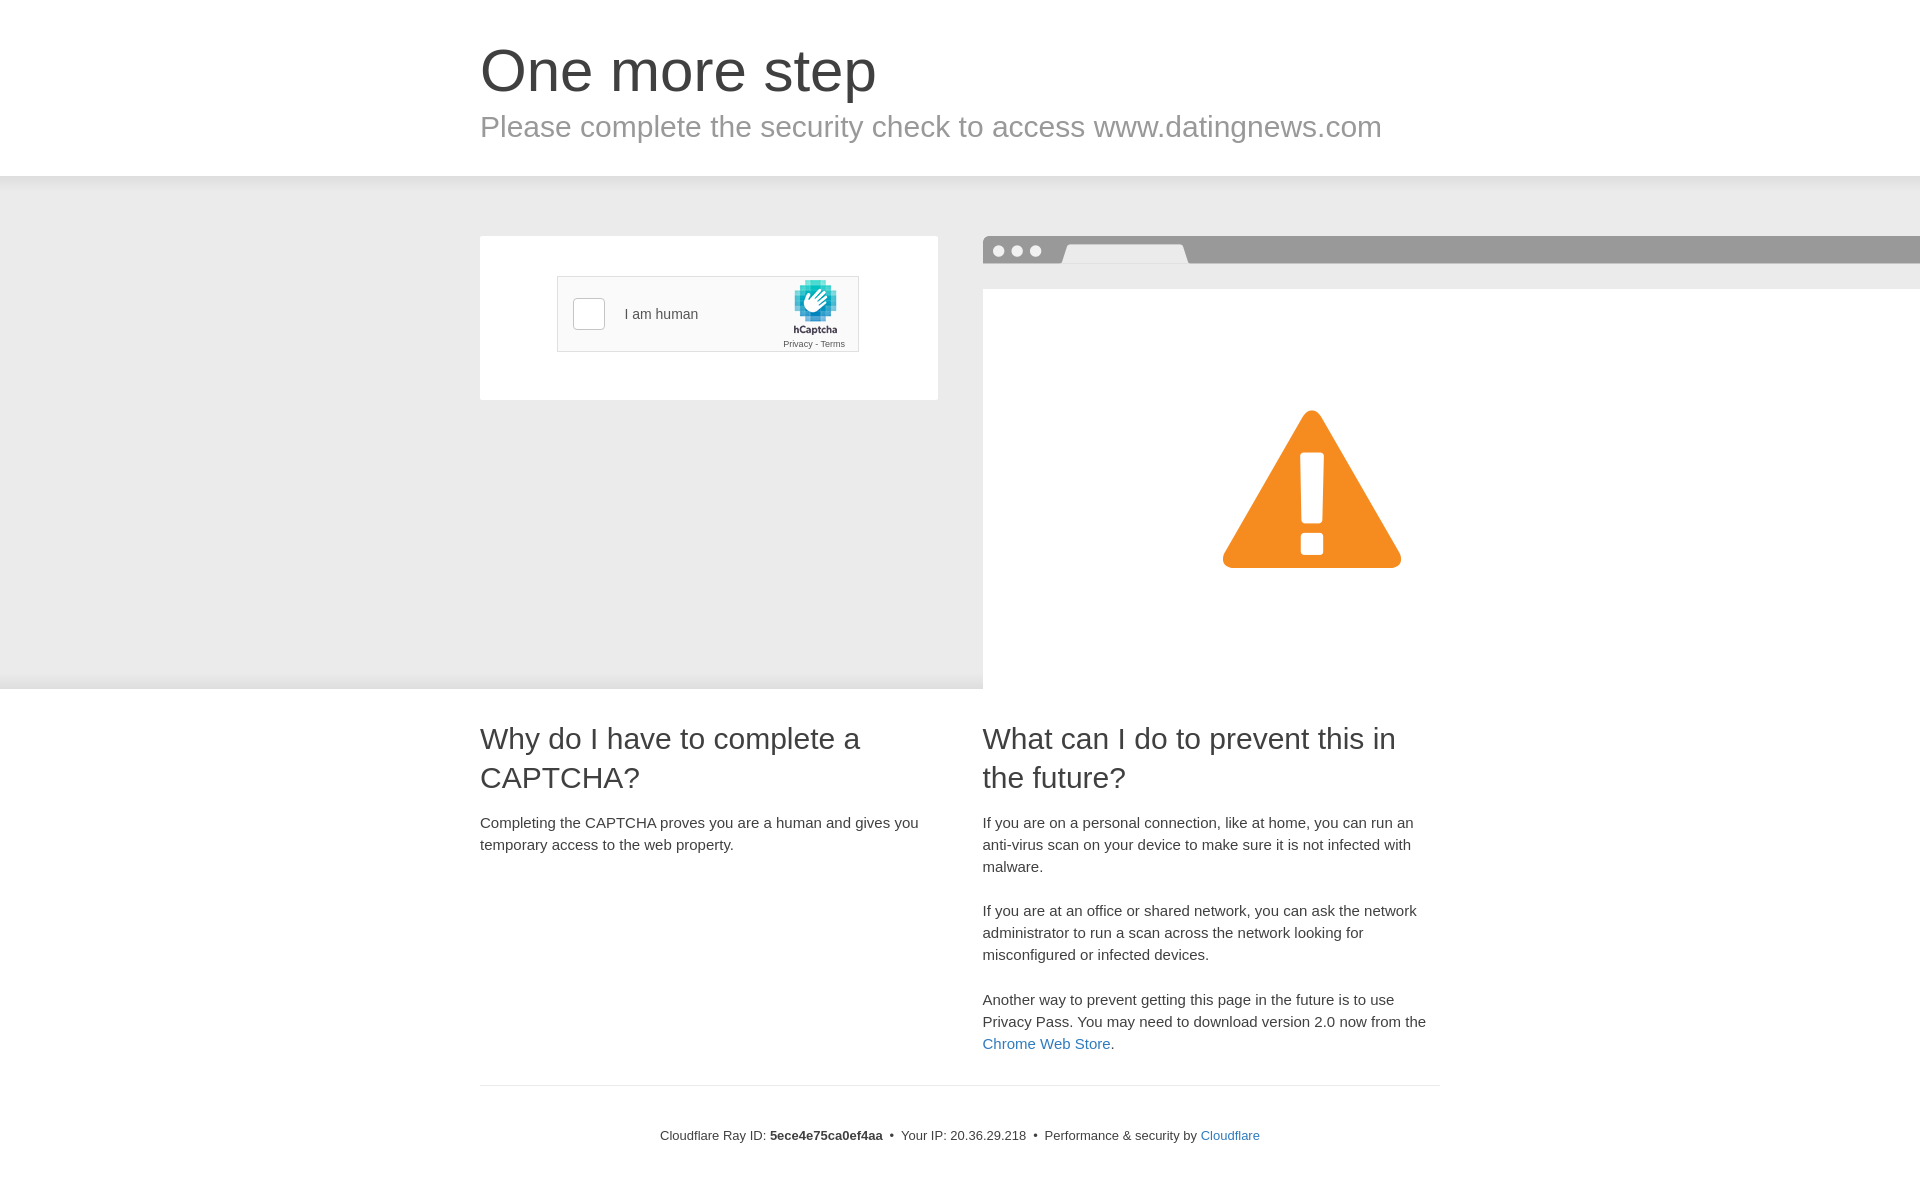 One more step
Please complete the security check to access www.datingnews.com
I am human
hCaptcha
Privacy - Terms
Why do I have to complete a
CAPTCHA?
Completing the CAPTCHA proves you are a human and gives you
temporary access to the web property.
What can I do to prevent this in
the future?
If you are on a personal connection, like at home, you can run an
anti-virus scan on your device to make sure it is not infected with
malware.
If you are at an office or shared network, you can ask the network
administrator to run a scan across the network looking for
misconfigured or infected devices.
Another way to prevent getting this page in the future is to use
Privacy Pass. You may need to download version 2.0 now from the
Chrome Web Store.
Cloudflare Ray ID: 5ece4e75ca0ef4aa • Your IP: 20.36.29.218 • Performance & security by Cloudflare